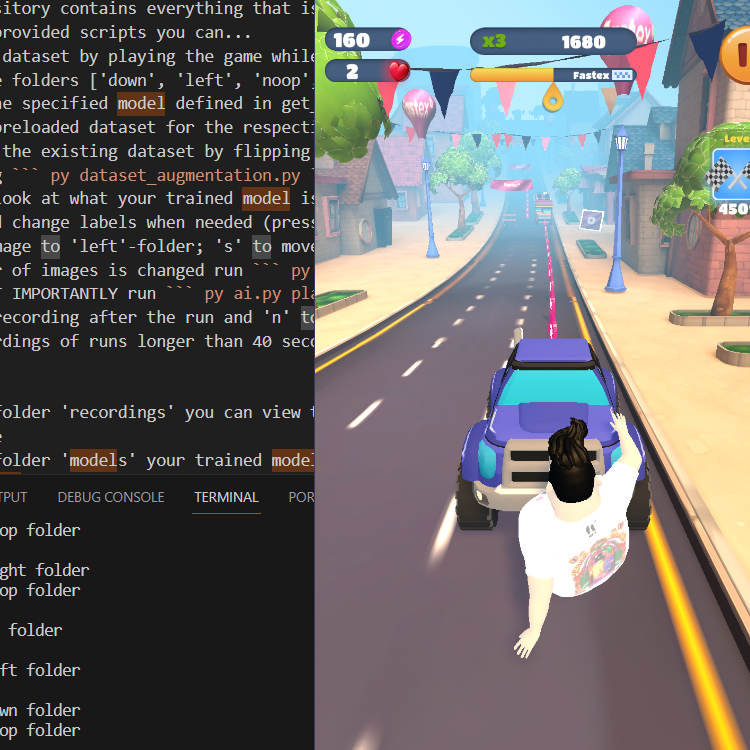 sitory contains everything that is
provided scripts you can...
dataset by playing the game while
e folders ['down', 'left', 'noop',
he specified model defined in get_
preloaded dataset for the respecti
the existing dataset by flipping
g ``` py dataset_augmentation.py
look at what your trained model is
d change labels when needed (press
mage to 'left'-folder; 's' to move
r of images is changed run ``` py
T IMPORTANTLY run ``` py ai.py pla
recording after the run and 'n' to
rdings of runs longer than 40 seco
folder 'recordings' you can view t
e
folder 'models' your trained model
TPUT DEBUG CONSOLE TERMINAL POR
op folder
ght folder
op folder
folder
ft folder
wn folder
op folder
160
x3 1680
2
Fastex
Leve
450